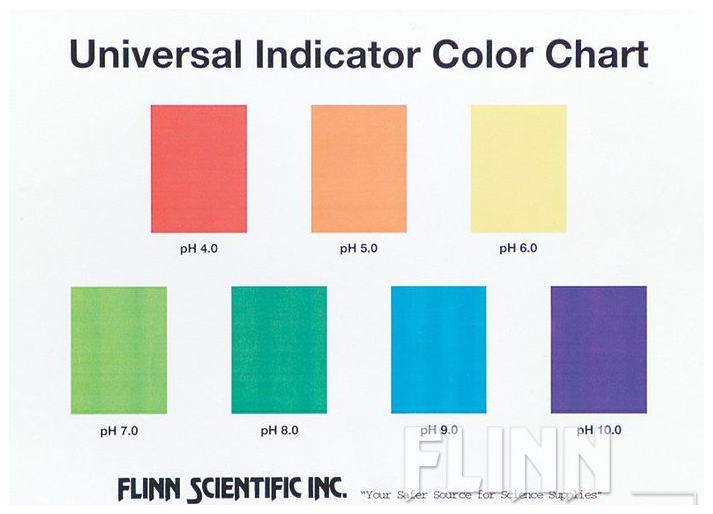 Universal Indicator Color Chart
pH 4.0 pH 5.0 pH 6.0
pH 7.0 pH 8.0 pH 9.0 pH 10.0
FLINN
FLINN SCIENTIFIC INC. "Your Safer Source for Science Supplies"